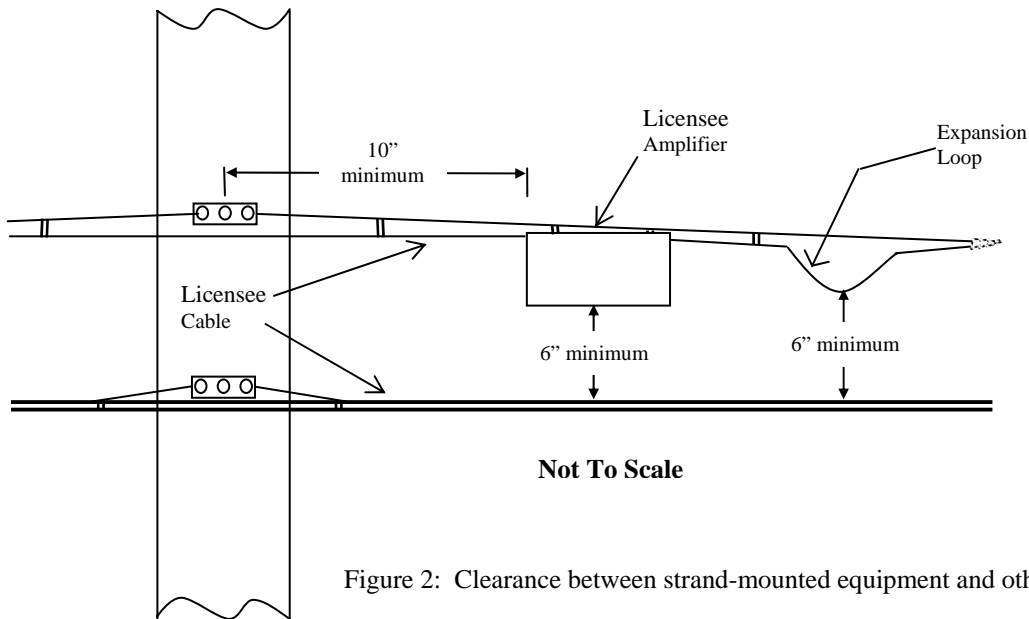 Licensee
Amplifier
Expansion
Loop
10”
minimum
Licensee
Cable
6” minimum
6” minimum
Not To Scale
Figure 2:  Clearance between strand-mounted equipment and